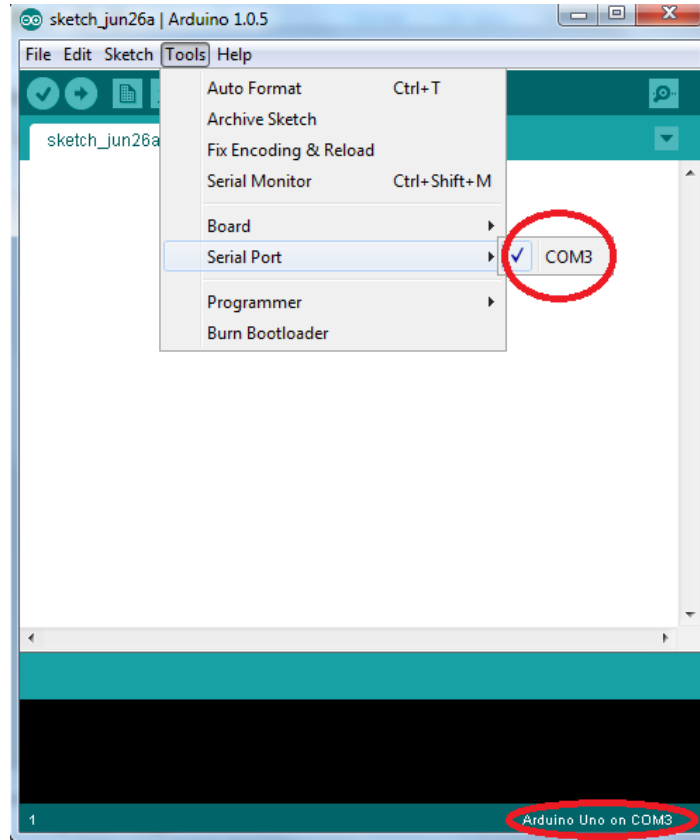 sketch_jun26a | Arduino 1.0.5
File Edit Sketch Tools Help
Auto Format Ctrl+T
Archive Sketch
sketch_jun26a
Fix Encoding & Reload
Serial Monitor Ctrl+Shift+M
Board
Serial Port
COM3
Programmer
Burn Bootloader
1
Arduino Uno on COM3